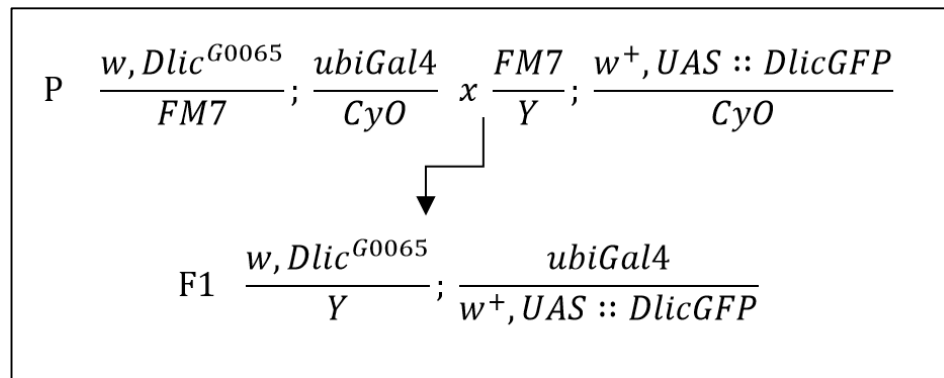 P w, Dlic^G0065/FM7 ; ubiGal4/CyO x FM7/Y ; w^+, UAS :: DlicGFP/CyO
F1 w, Dlic^G0065/Y ; ubiGal4/w^+, UAS :: DlicGFP